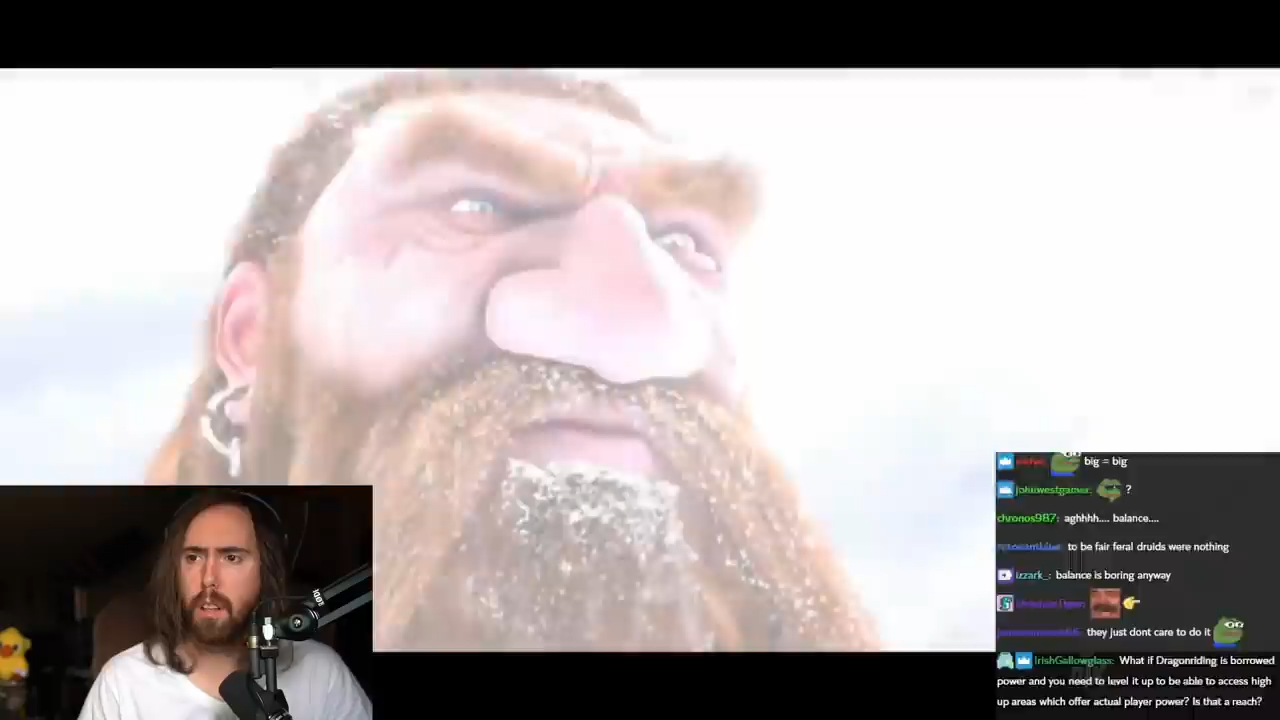 big = big
johnwestgamer: ?
chronos987: aghhhh.... balance....
to be fair feral druids were nothing
izzark_: balance is boring anyway
they just dont care to do it
IrishGallowglass: What if Dragonriding is borrowed
power and you need to level it up to be able to access high
up areas which offer actual player power? Is that a reach?